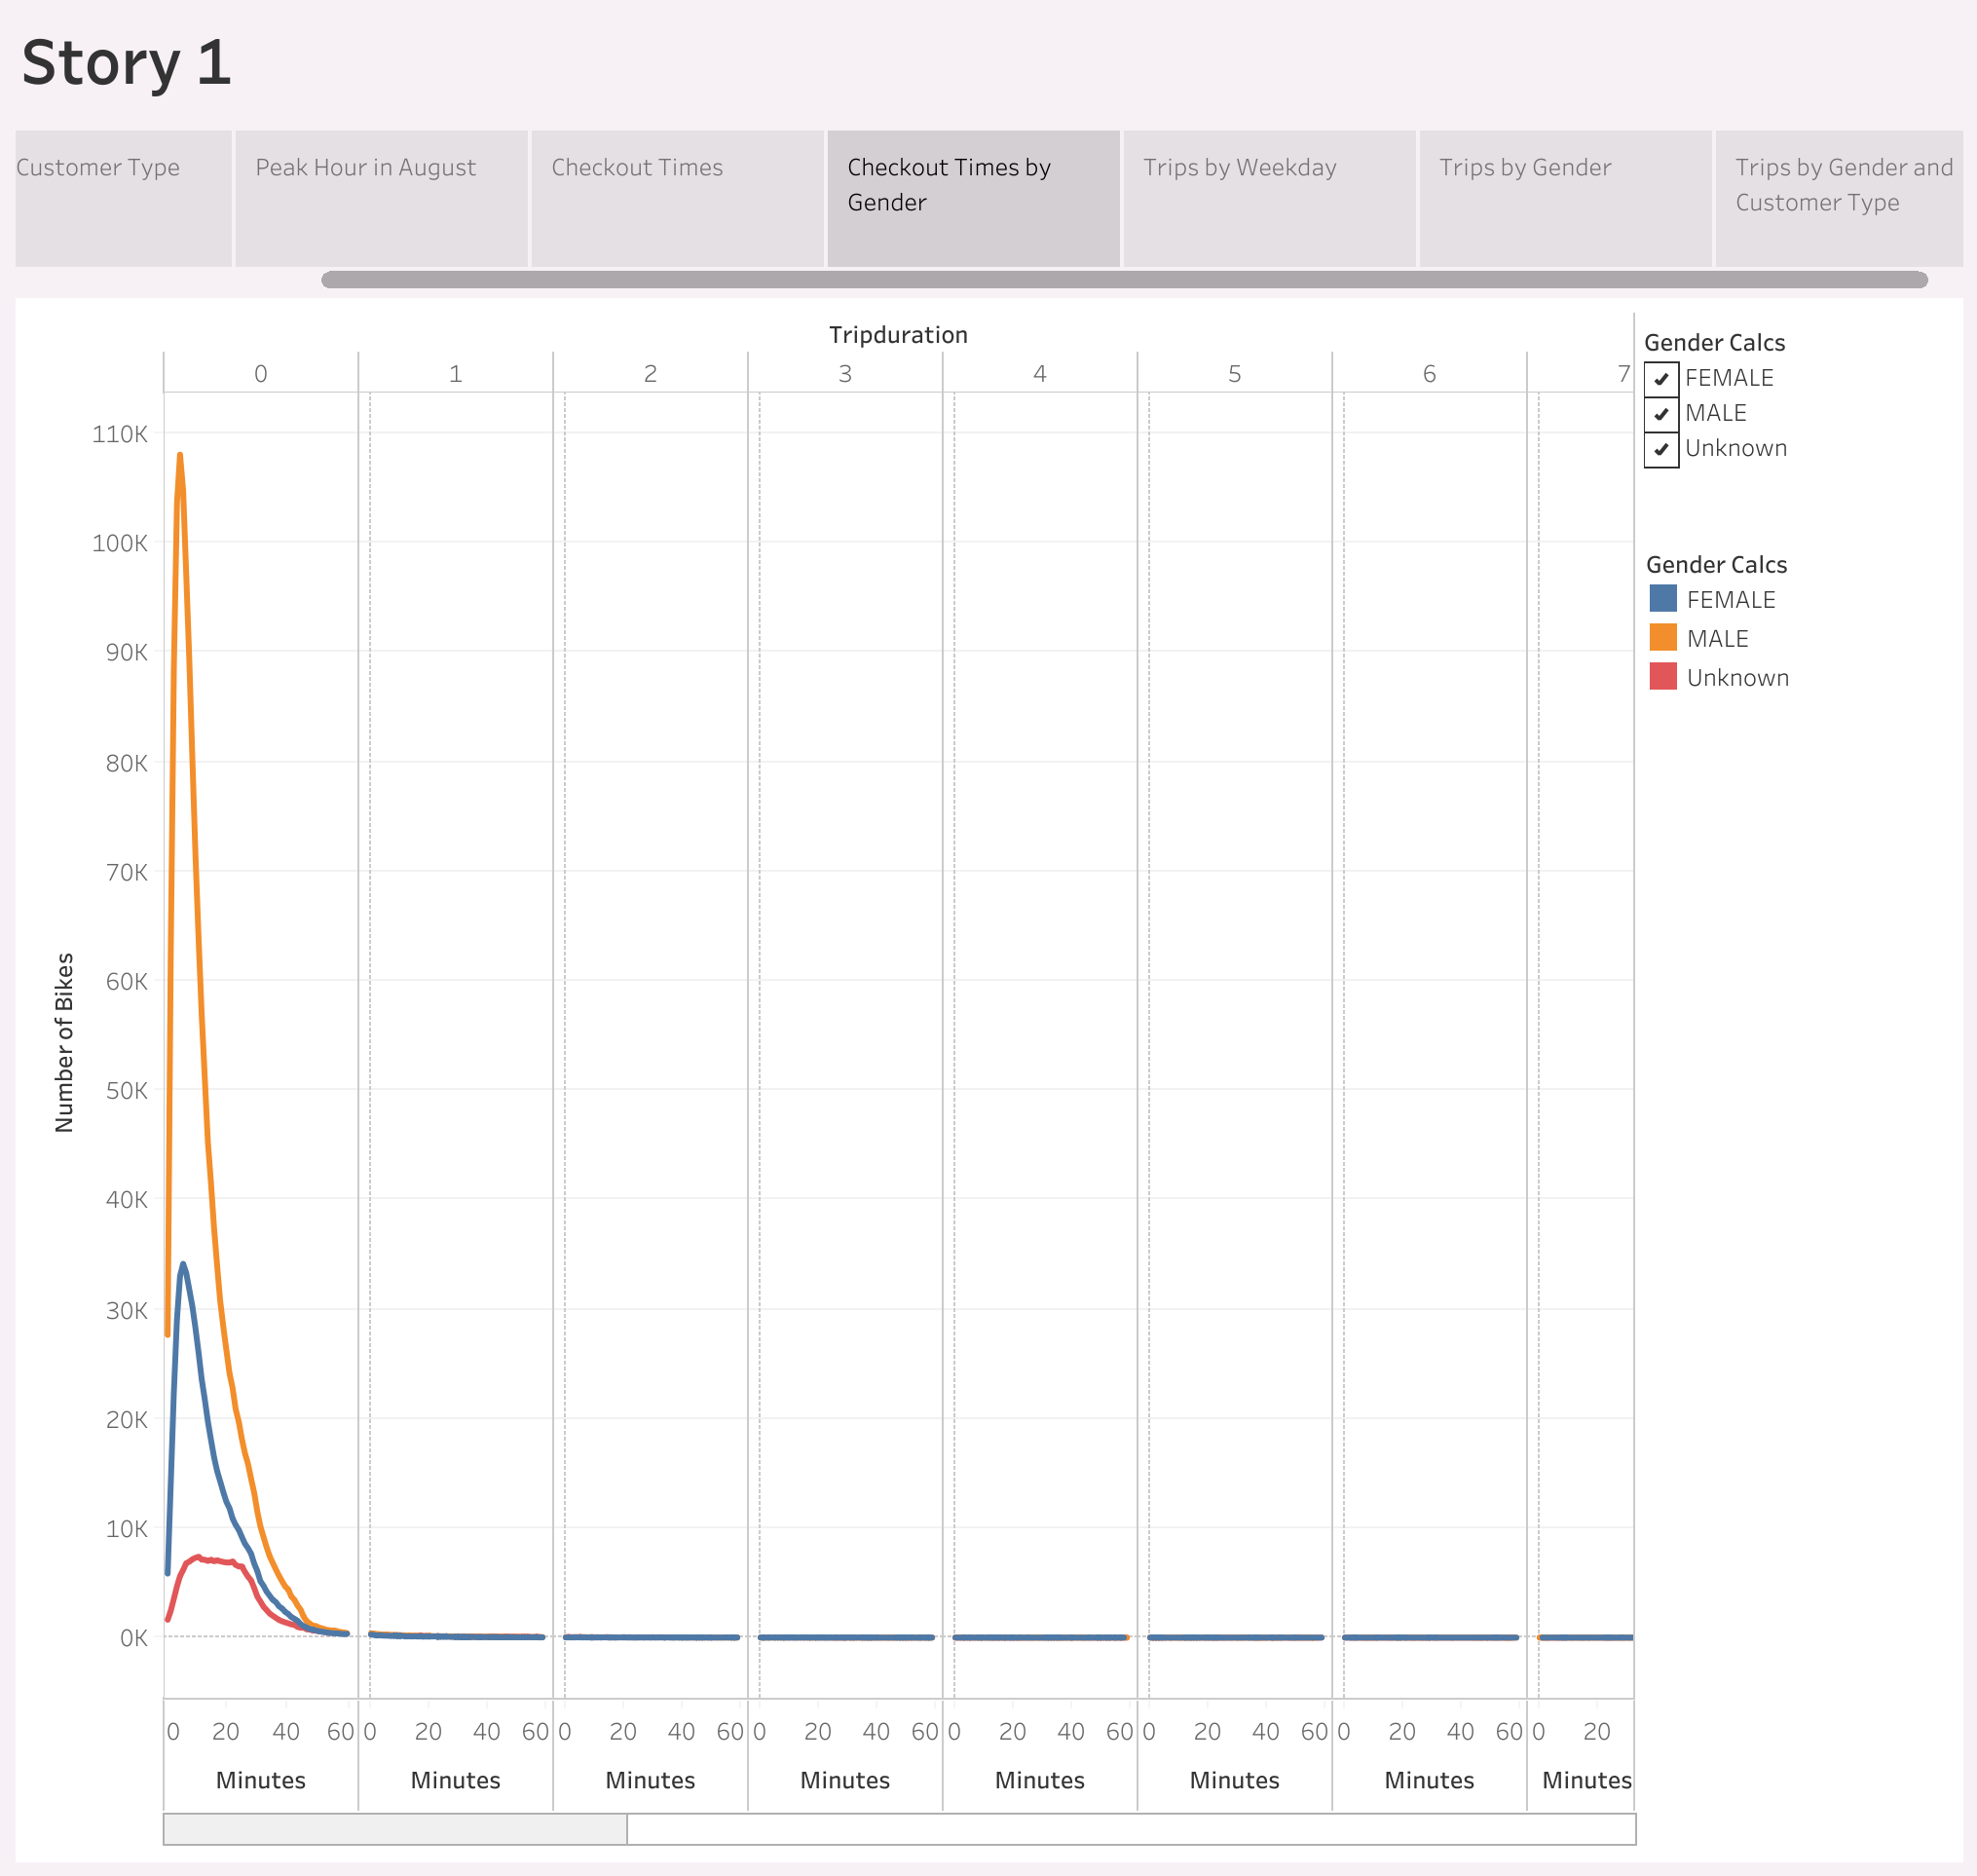 Story 1
Customer Type
Peak Hour in August
Checkout Times
Checkout Times by
Gender
Trips by Weekday
Trips by Gender
Trips by Gender and
Customer Type
Tripduration
0 1 2 3 4 5 6 7
110K
100K
90K
80K
70K
60K
50K
40K
30K
20K
10K
0K
Number of Bikes
0 20 40 60 0 20 40 60 0 20 40 60 0 20 40 60 0 20 40 60 0 20 40 60 0 20 40 60 0 20
Minutes Minutes Minutes Minutes Minutes Minutes Minutes Minutes
Gender Calcs
FEMALE
MALE
Unknown
Gender Calcs
FEMALE
MALE
Unknown